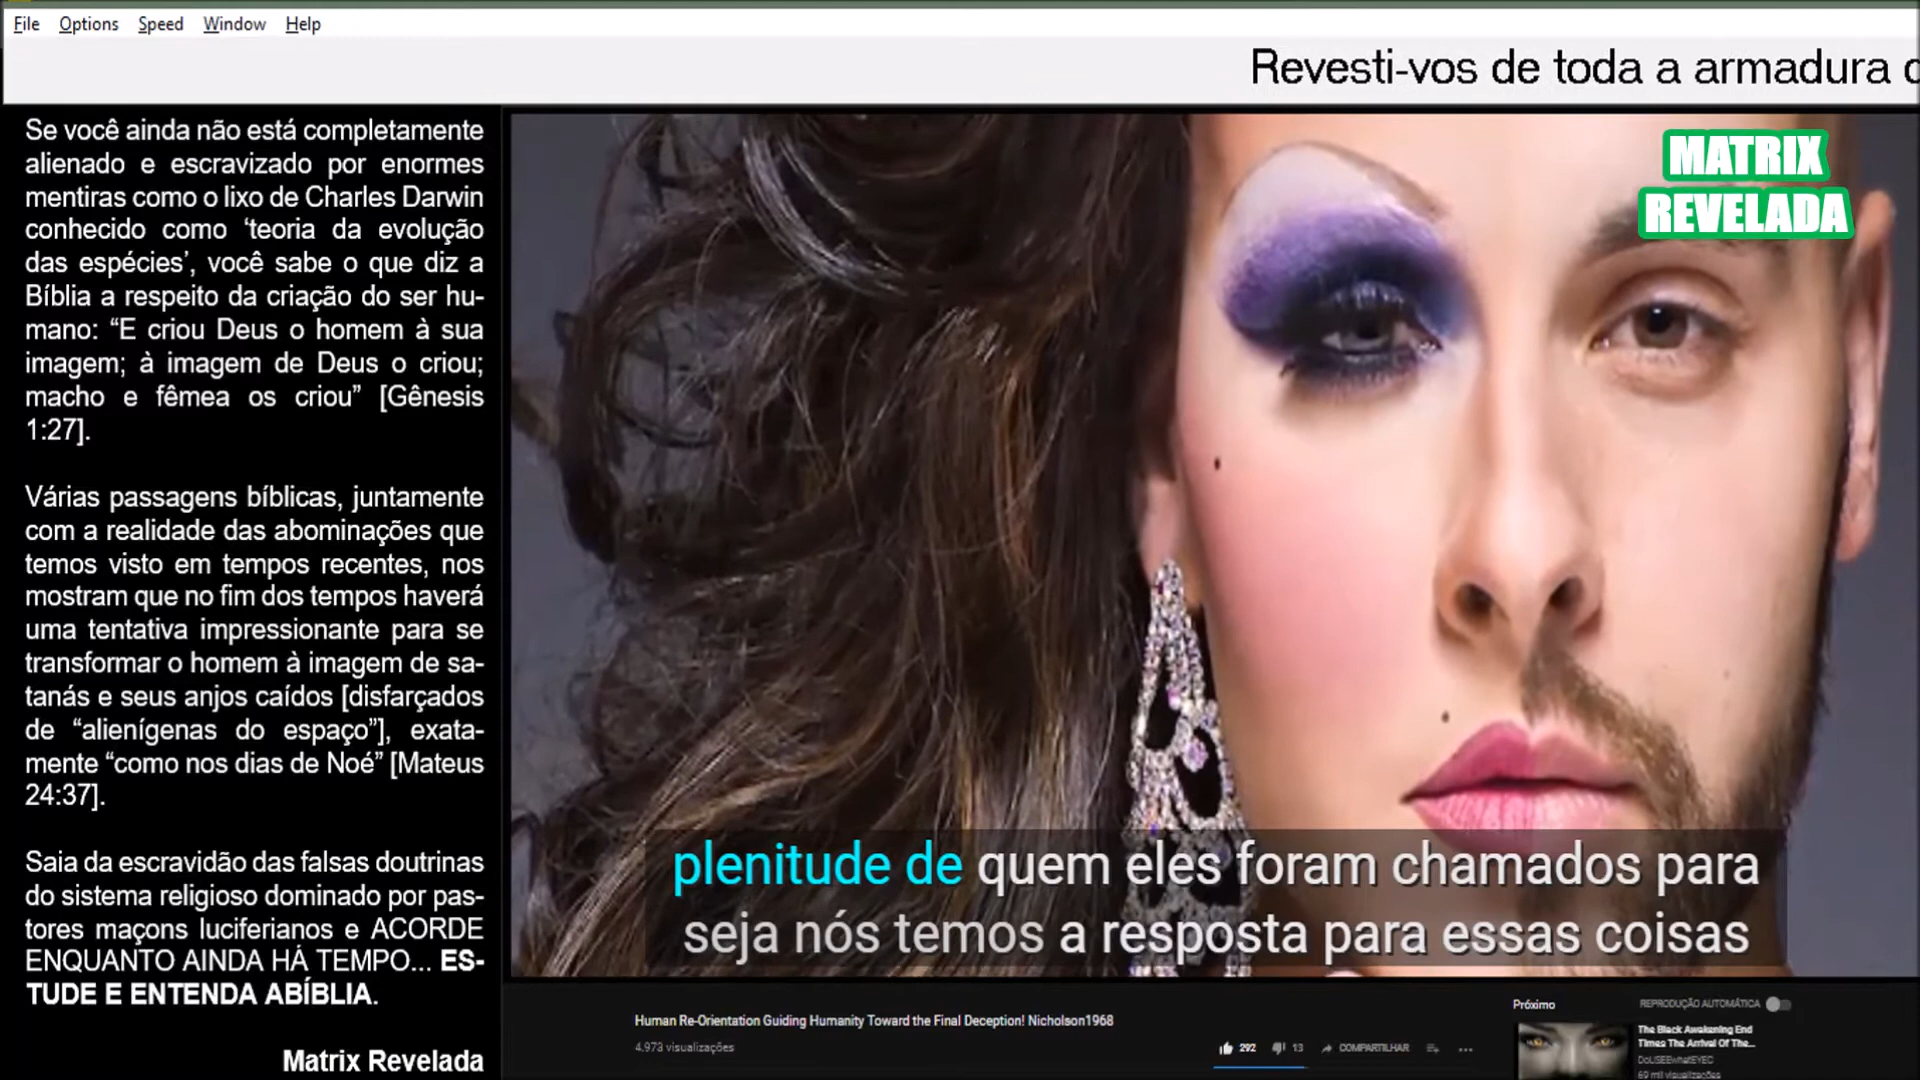 File Options Speed Window Help
Revesti-vos de toda a armadura
Se você ainda não está completamente
alienado e escravizado por enormes
mentiras como o lixo de Charles Darwin
conhecido como ‘teoria da evolução
das espécies’, você sabe o que diz a
Bíblia a respeito da criação do ser hu-
mano: “E criou Deus o homem à sua
imagem; à imagem de Deus o criou;
macho e fêmea os criou” [Gênesis
1:27].
Várias passagens bíblicas, juntamente
com a realidade das abominações que
temos visto em tempos recentes, nos
mostram que no fim dos tempos haverá
uma tentativa impressionante para se
transformar o homem à imagem de sa-
tanás e seus anjos caídos [disfarçados
de “alienígenas do espaço”], exata-
mente “como nos dias de Noé” [Mateus
24:37].
Saia da escravidão das falsas doutrinas
do sistema religioso dominado por pas-
tores maçons luciferianos e ACORDE
ENQUANTO AINDA HÁ TEMPO... ES-
TUDE E ENTENDA ABÍBLIA.
Matrix Revelada
MATRIX
REVELADA
plenitude de quem eles foram chamados para
seja nós temos a resposta para essas coisas
Human Re-Orientation Guiding Humanity Toward the Final Deception! Nicholson1968
4.973 visualizações
292 13 COMPARTILHAR
Próximo REPRODUÇÃO AUTOMÁTICA
The Black Awakening End
Times The Arrival Of The...
DoUSEEwhatEYEC
69 mil visualizações